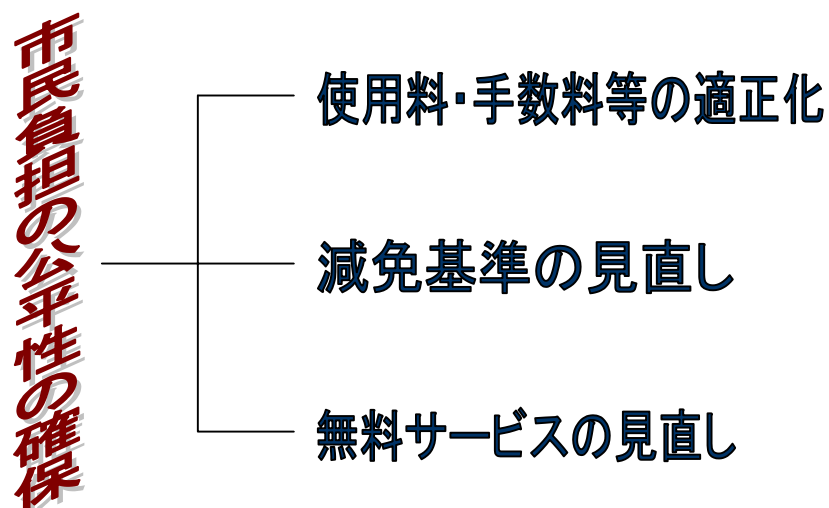 市民負担の公平性の確保
使用料・手数料等の適正化
減免基準の見直し
無料サービスの見直し